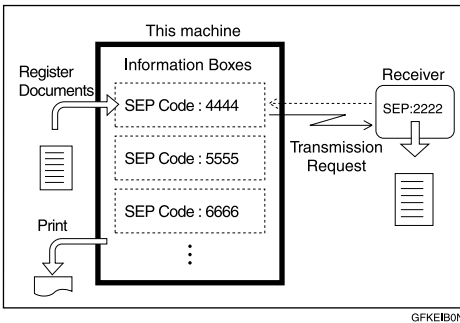 This machine
Information Boxes
Register
Documents
SEP Code : 4444
SEP Code : 5555
SEP Code : 6666
Print
Receiver
SEP:2222
Transmission
Request
GFKEIB0N